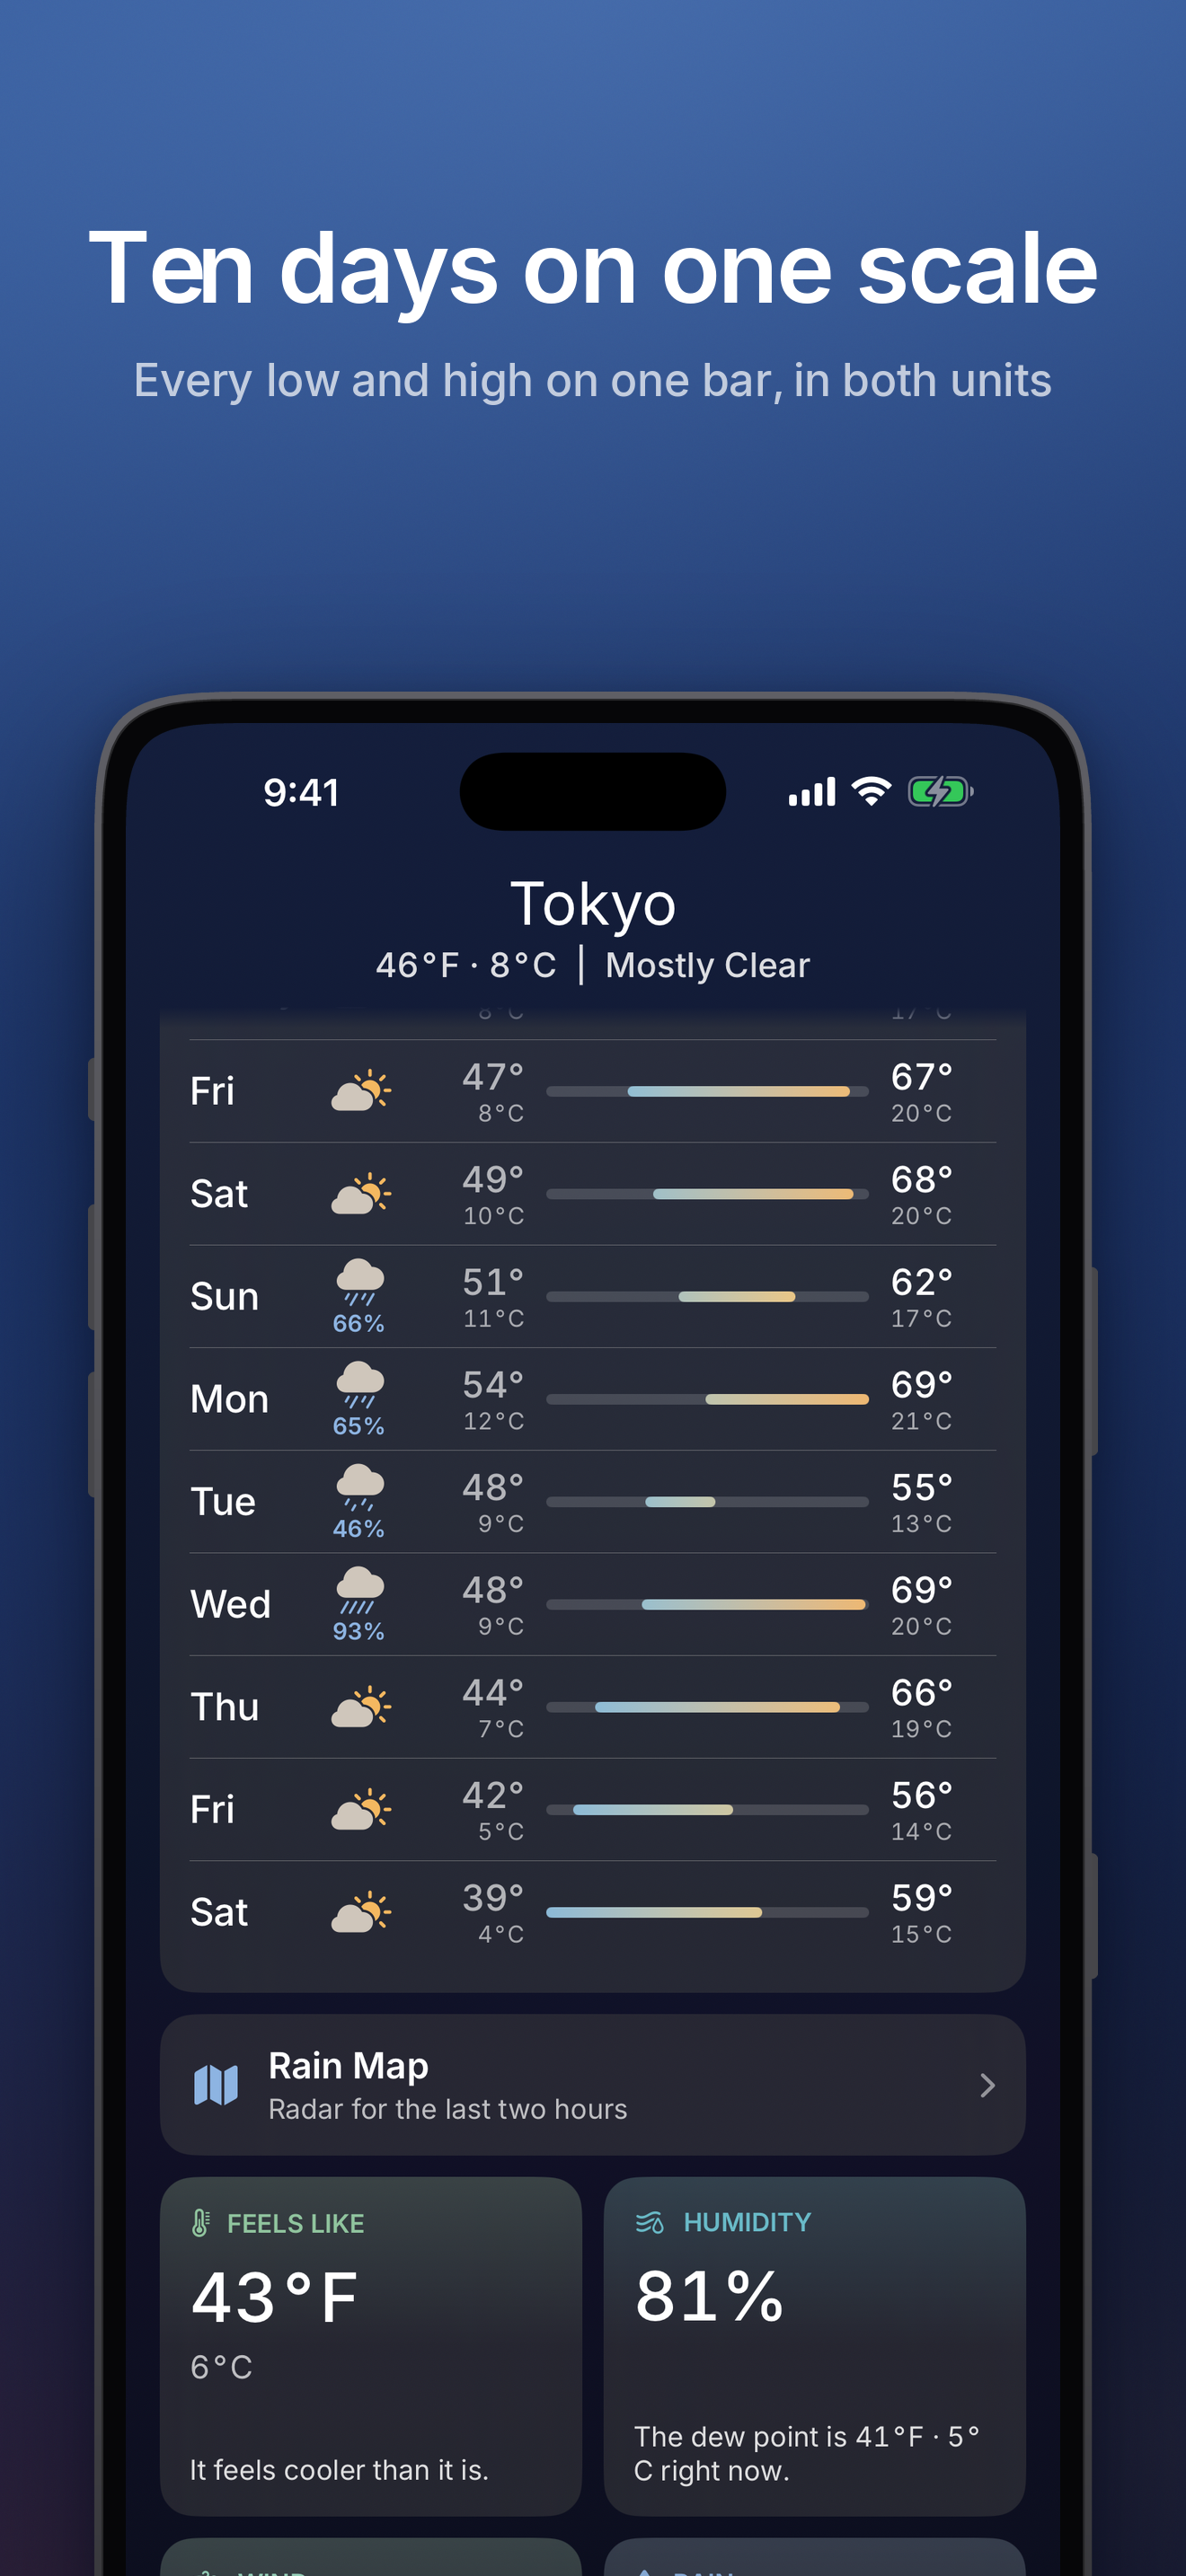 Ten days on one scale
Every low and high on one bar, in both units
9:41
Tokyo
46°F · 8°C | Mostly Clear
8°C 17°C
Fri 47° 67°
8°C 20°C
Sat 49° 68°
10°C 20°C
Sun 51° 62°
66% 11°C 17°C
Mon 54° 69°
65% 12°C 21°C
Tue 48° 55°
46% 9°C 13°C
Wed 48° 69°
93% 9°C 20°C
Thu 44° 66°
7°C 19°C
Fri 42° 56°
5°C 14°C
Sat 39° 59°
4°C 15°C
Rain Map
Radar for the last two hours
FEELS LIKE
43°F
6°C
It feels cooler than it is.
HUMIDITY
81%
The dew point is 41°F · 5°
C right now.
WIND
RAIN